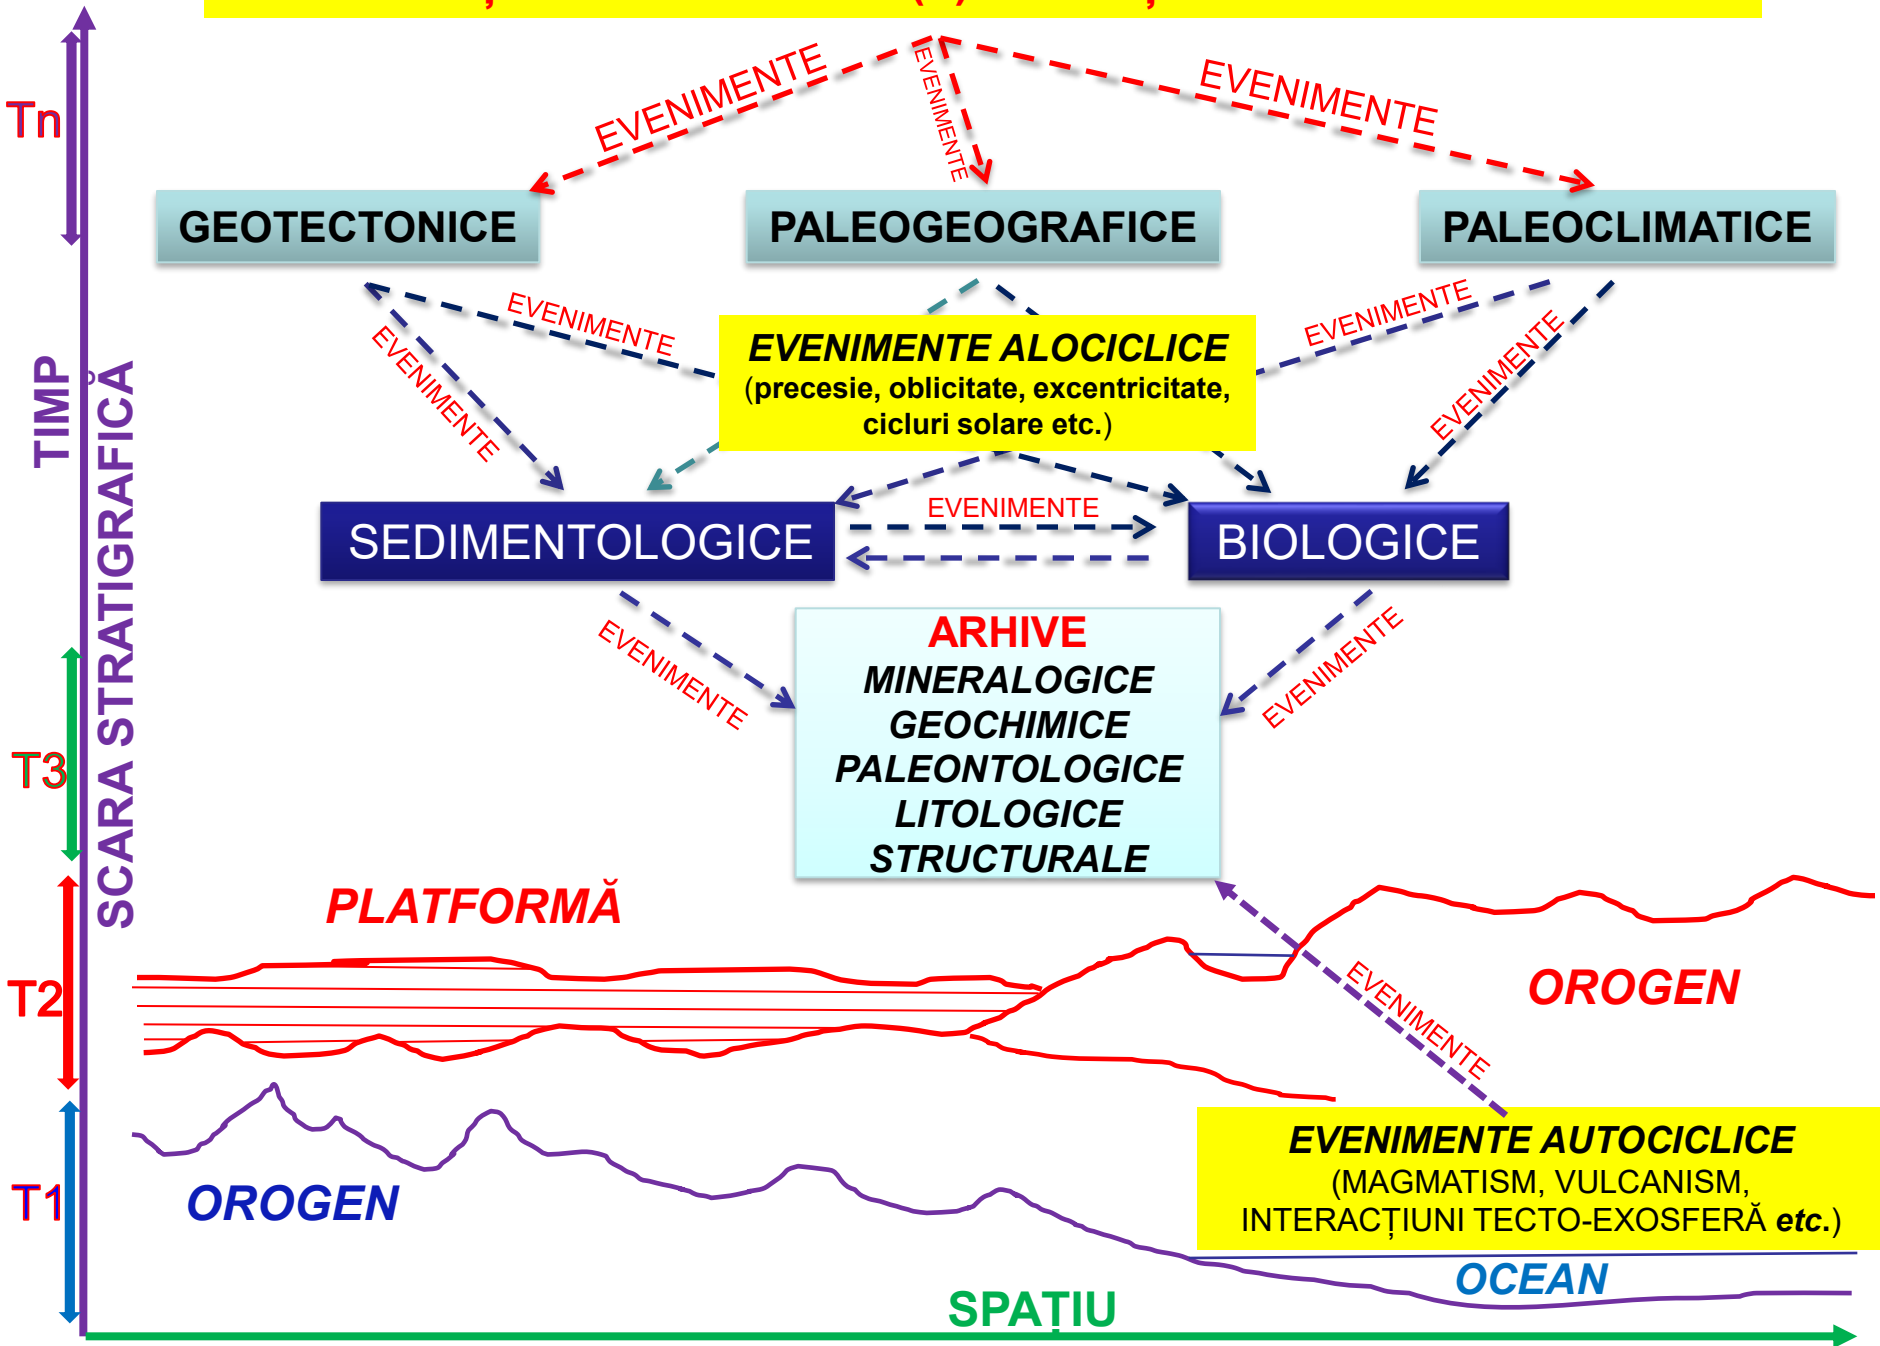 EVENIMENTE
EVENIMENTE
EVENIMENTE
Tn
GEOTECTONICE
PALEOGEOGRAFICE
PALEOCLIMATICE
EVENIMENTE
EVENIMENTE
EVENIMENTE
EVENIMENTE
EVENIMENTE ALOCICLICE
(precesie, oblicitate, excentricitate,
cicluri solare etc.)
TIMP
SCARA STRATIGRAFICĂ
SEDIMENTOLOGICE
EVENIMENTE
BIOLOGICE
EVENIMENTE
EVENIMENTE
ARHIVE
MINERALOGICE
GEOCHIMICE
PALEONTOLOGICE
LITOLOGICE
STRUCTURALE
T3
PLATFORMĂ
T2
OROGEN
EVENIMENTE
T1
OROGEN
EVENIMENTE AUTOCICLICE
(MAGMATISM, VULCANISM,
INTERACȚIUNI TECTO-EXOSFERĂ etc.)
OCEAN
SPAȚIU